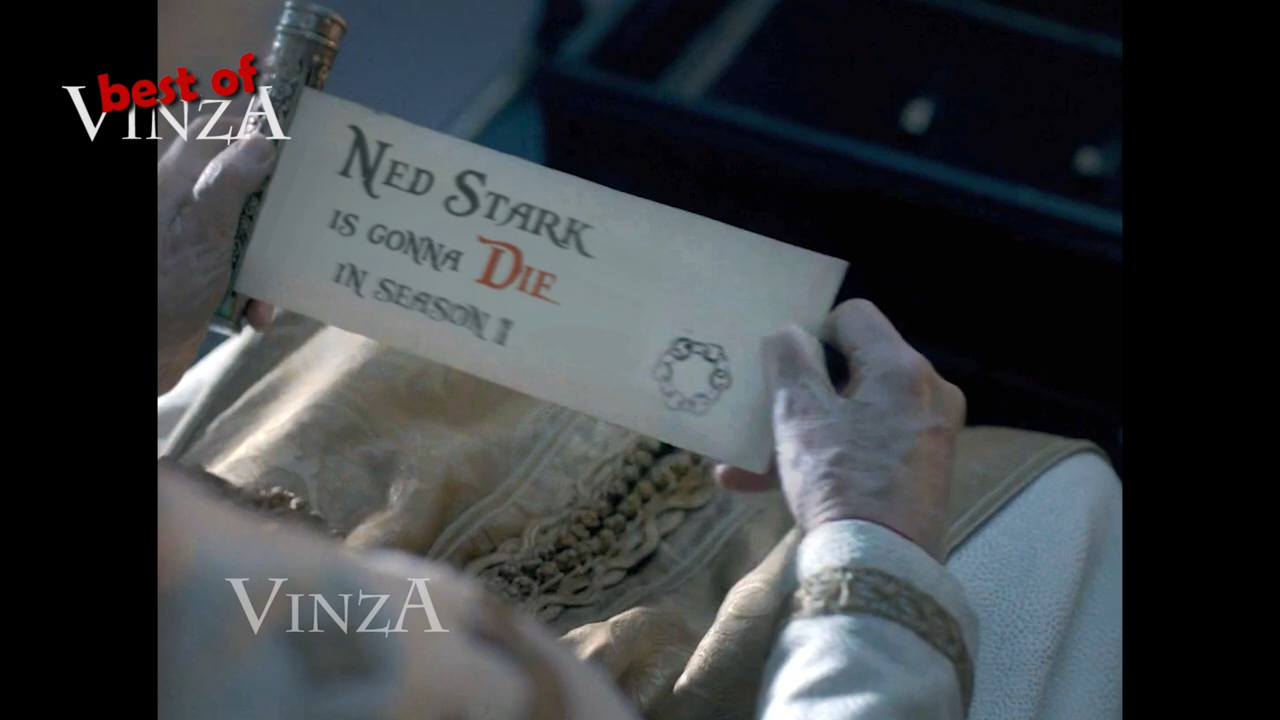 best of
VINZA
NED STARK
IS GONNA DIE
IN SEASON 1
VINZA